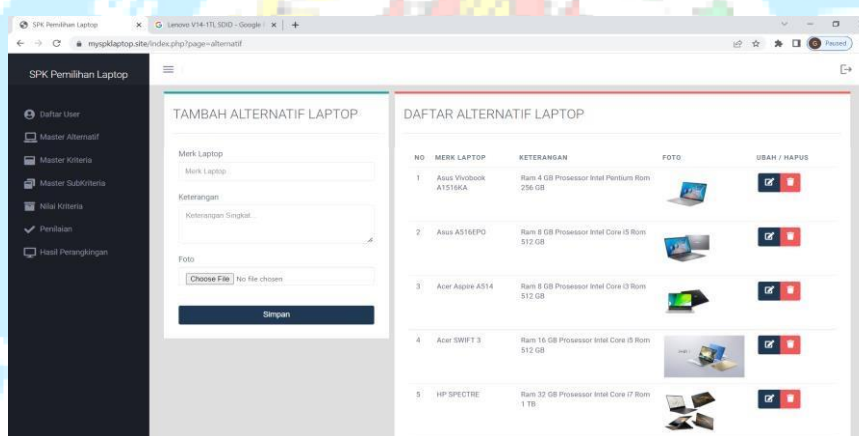 SPK Pemilihan Laptop
Lenovo V14-1TL SDID - Google
myspklaptop.site/index.php?page=alternatif
Paused
SPK Pemilihan Laptop
Daftar User
Master Alternatif
Master Kriteria
Master SubKriteria
Nilai Kriteria
Penilaian
Hasil Perangkingan
TAMBAH ALTERNATIF LAPTOP
Merk Laptop
Merk Laptop
Keterangan
Keterangan Singkat...
Foto
Choose File No file chosen
Simpan
DAFTAR ALTERNATIF LAPTOP
NO MERK LAPTOP KETERANGAN FOTO UBAH / HAPUS
1 Asus Vivobook Ram 4 GB Prosessor Intel Pentium Rom
A1516KA 256 GB
2 Asus A516EPO Ram 8 GB Prosessor Intel Core i5 Rom
512 GB
3 Acer Aspire A514 Ram 8 GB Prosessor Intel Core i3 Rom
512 GB
4 Acer SWIFT 3 Ram 16 GB Prosessor Intel Core i5 Rom
512 GB
5 HP SPECTRE Ram 32 GB Prosessor Intel Core i7 Rom
1 TB